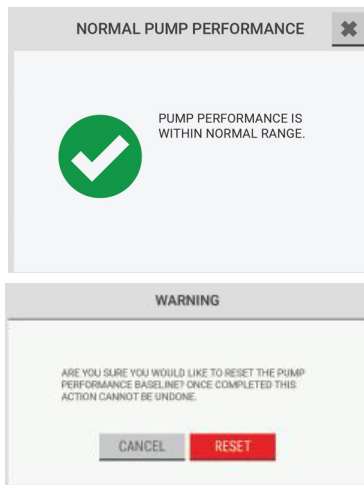 NORMAL PUMP PERFORMANCE
PUMP PERFORMANCE IS
WITHIN NORMAL RANGE.
WARNING
ARE YOU SURE YOU WOULD LIKE TO RESET THE PUMP
PERFORMANCE BASELINE? ONCE COMPLETED THIS
ACTION CANNOT BE UNDONE.
CANCEL RESET